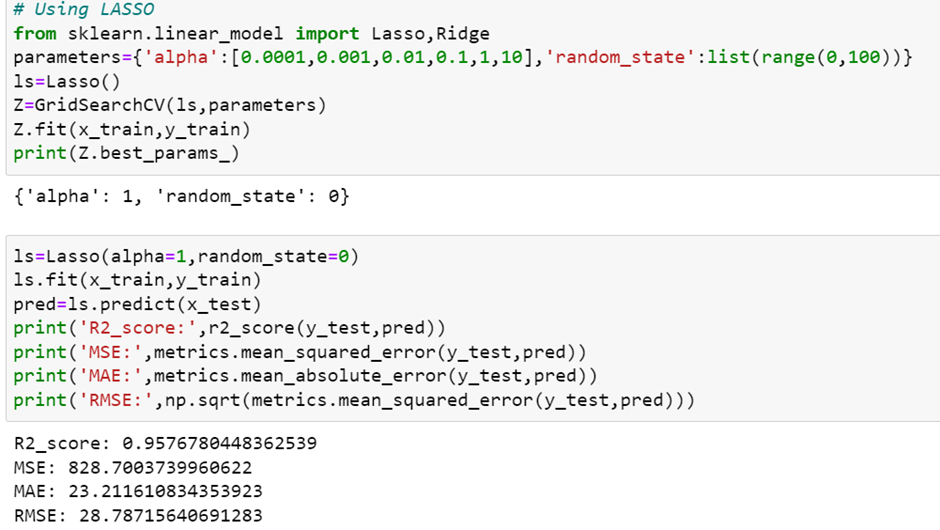 # Using LASSO
from sklearn.linear_model import Lasso,Ridge
parameters={'alpha':[0.0001,0.001,0.01,0.1,1,10],'random_state':list(range(0,100))}
ls=Lasso()
Z=GridSearchCV(ls,parameters)
Z.fit(x_train,y_train)
print(Z.best_params_)
{'alpha': 1, 'random_state': 0}
ls=Lasso(alpha=1,random_state=0)
ls.fit(x_train,y_train)
pred=ls.predict(x_test)
print('R2_score:',r2_score(y_test,pred))
print('MSE:',metrics.mean_squared_error(y_test,pred))
print('MAE:',metrics.mean_absolute_error(y_test,pred))
print('RMSE:',np.sqrt(metrics.mean_squared_error(y_test,pred)))
R2_score: 0.9576780448362539
MSE: 828.7003739960622
MAE: 23.211610834353923
RMSE: 28.78715640691283